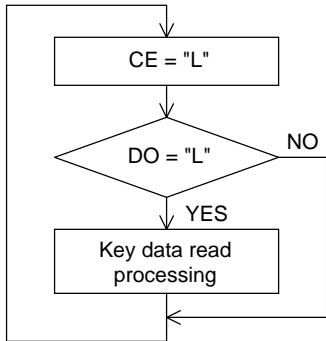 CE = "L"
DO = "L"
NO
YES
Key data read
processing